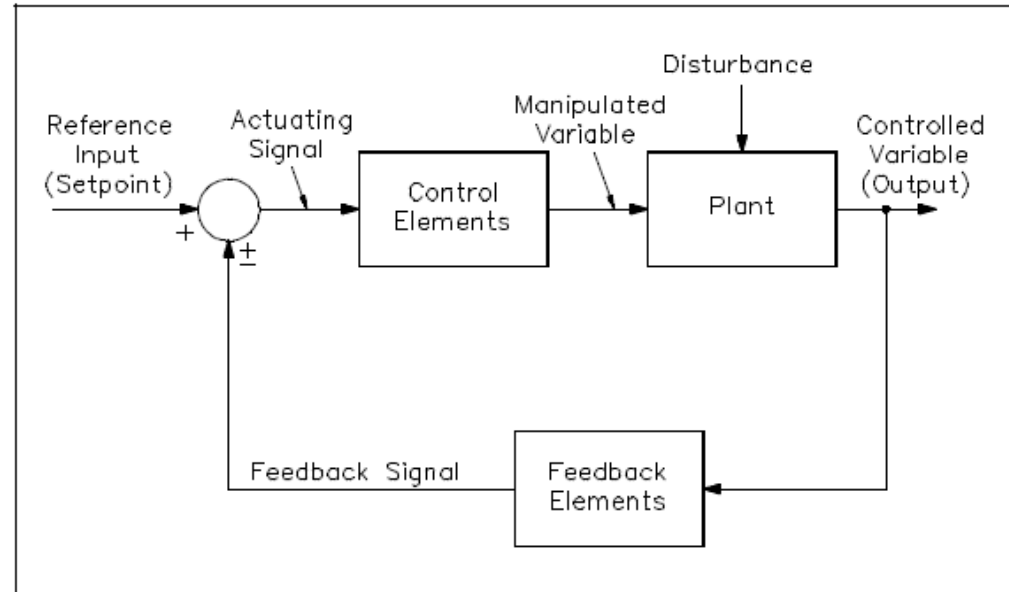 Disturbance
Reference
Input
(Setpoint)
+
±
Actuating
Signal
Control
Elements
Manipulated
Variable
Plant
Controlled
Variable
(Output)
Feedback Signal
Feedback
Elements